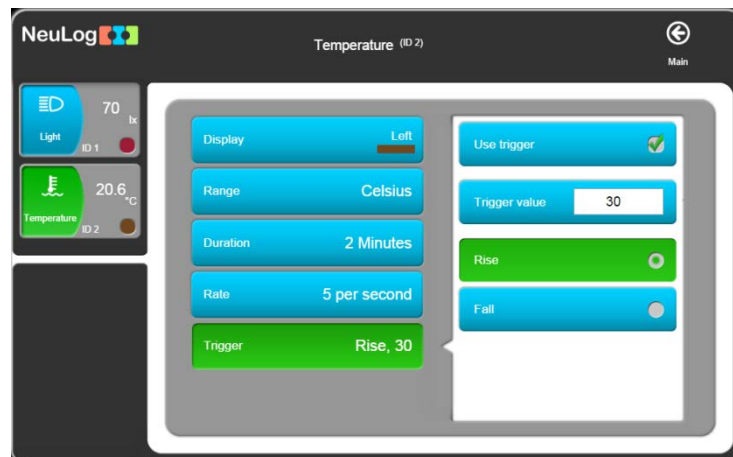 NeuLog
Temperature (ID 2)
Main
70
lx
Light
ID 1
20.6
°C
Temperature
ID 2
Display Left
Range Celsius
Duration 2 Minutes
Rate 5 per second
Trigger Rise, 30
Use trigger
Trigger value 30
Rise
Fall